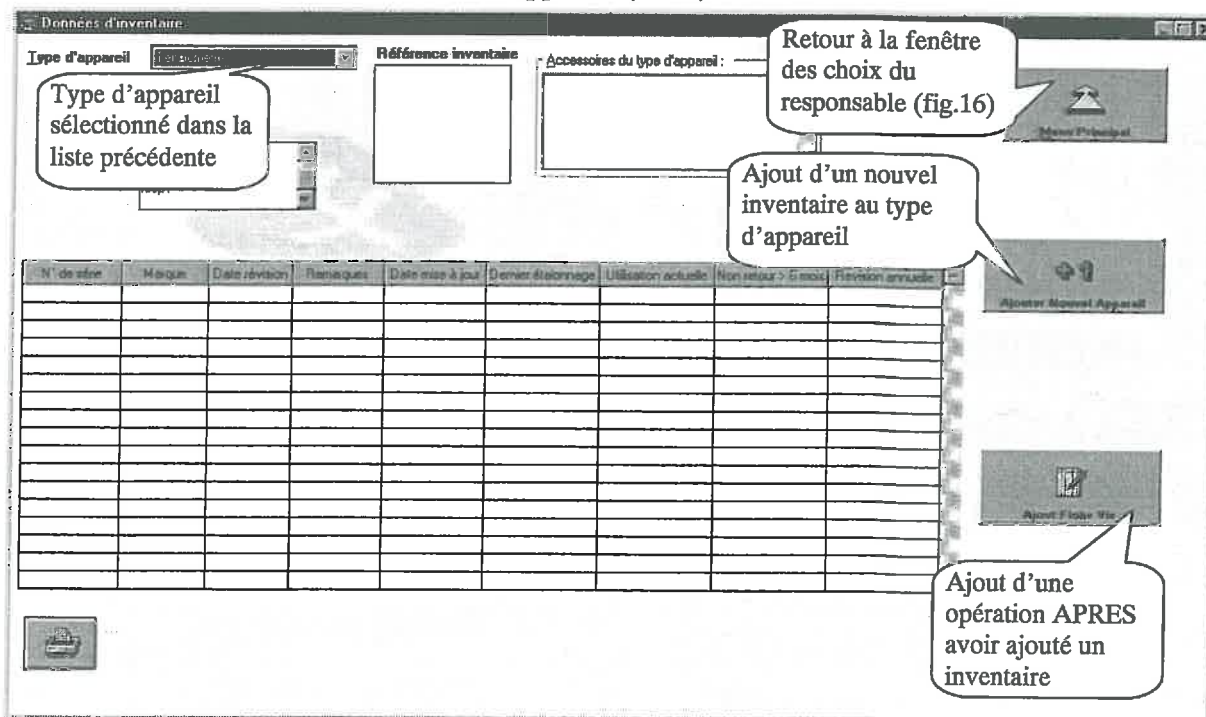 Données d'inventaire
Type d'appareil
Référence inventaire
Accessoires du type d'appareil :
Retour à la fenêtre
des choix du
responsable (fig.16)
Menu Principal
Type d'appareil
sélectionné dans la
liste précédente
Ajout d'un nouvel
inventaire au type
d'appareil
N° de série
Marque
Date révision
Remarques
Date mise à jour
Dernier étalonnage
Utilisation actuelle
Non retour > 6 mois
Révision annuelle
Ajouter Nouvel Appareil
Ajout Fiche Vie
Ajout d'une
opération APRES
avoir ajouté un
inventaire